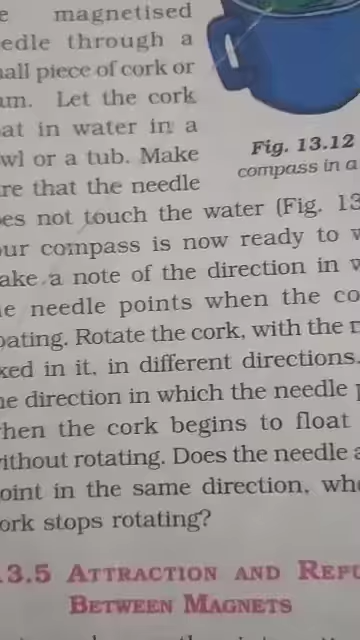 e magnetised
edle through a
all piece of cork or
am. Let the cork
at in water in a
wl or a tub. Make
re that the needle
es not touch the water (Fig. 13
ur compass is now ready to w
ake a note of the direction in w
e needle points when the co
oating. Rotate the cork, with the n
xed in it, in different directions.
ne direction in which the needle p
hen the cork begins to float
ithout rotating. Does the needle a
oint in the same direction, whe
ork stops rotating?
Fig. 13.12
compass in a
3.5 ATTRACTION AND REPU
BETWEEN MAGNETS